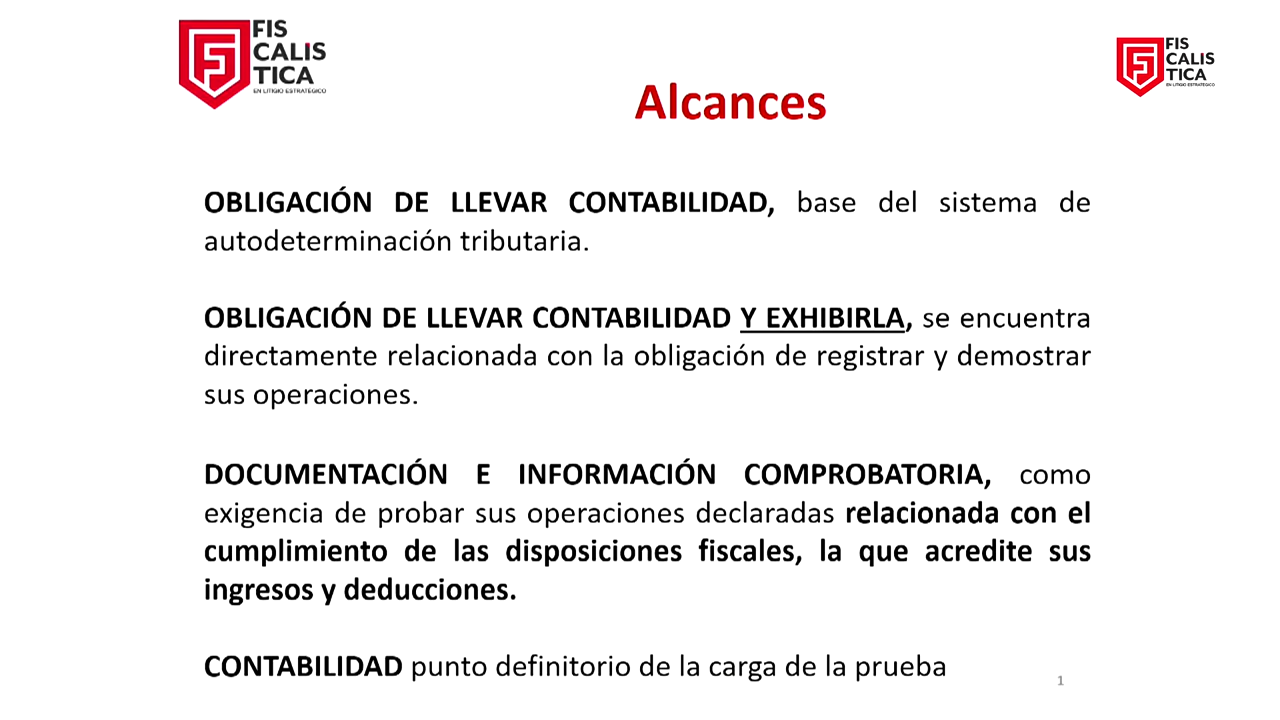 FIS
CALIS
TICA
EN LITIGIO ESTRATÉGICO
FIS
CALIS
TICA
EN LITIGIO ESTRATÉGICO
Alcances
OBLIGACIÓN DE LLEVAR CONTABILIDAD, base del sistema de
autodeterminación tributaria.
OBLIGACIÓN DE LLEVAR CONTABILIDAD Y EXHIBIRLA, se encuentra
directamente relacionada con la obligación de registrar y demostrar
sus operaciones.
DOCUMENTACIÓN E INFORMACIÓN COMPROBATORIA, como
exigencia de probar sus operaciones declaradas relacionada con el
cumplimiento de las disposiciones fiscales, la que acredite sus
ingresos y deducciones.
CONTABILIDAD punto definitorio de la carga de la prueba
1